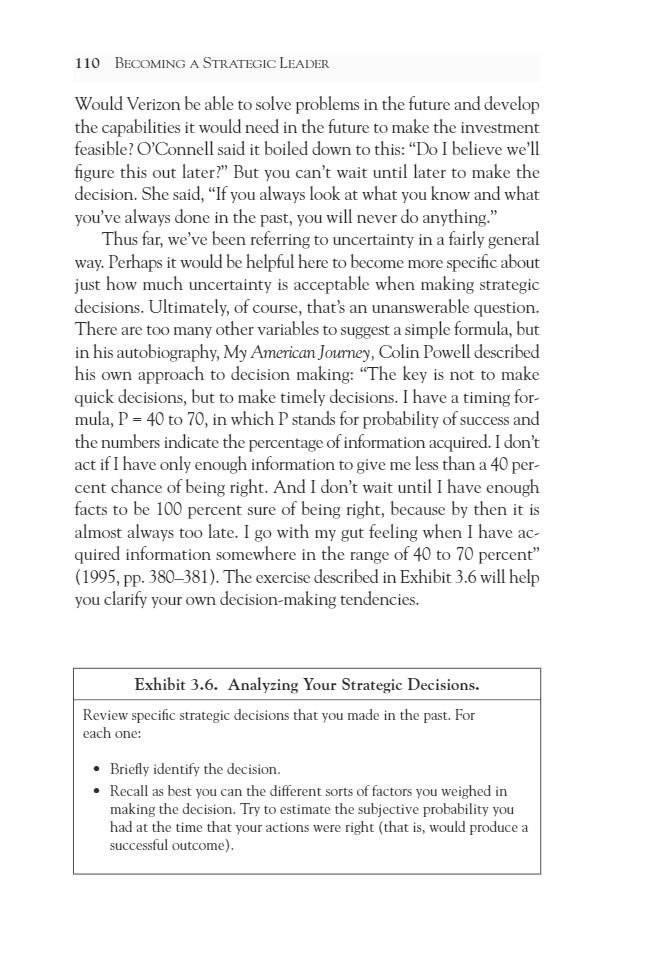 110 BECOMING A STRATEGIC LEADER
Would Verizon be able to solve problems in the future and develop
the capabilities it would need in the future to make the investment
feasible? O’Connell said it boiled down to this: “Do I believe we’ll
figure this out later?” But you can’t wait until later to make the
decision. She said, “If you always look at what you know and what
you’ve always done in the past, you will never do anything.”
Thus far, we’ve been referring to uncertainty in a fairly general
way. Perhaps it would be helpful here to become more specific about
just how much uncertainty is acceptable when making strategic
decisions. Ultimately, of course, that’s an unanswerable question.
There are too many other variables to suggest a simple formula, but
in his autobiography, My American Journey, Colin Powell described
his own approach to decision making: “The key is not to make
quick decisions, but to make timely decisions. I have a timing for-
mula, P = 40 to 70, in which P stands for probability of success and
the numbers indicate the percentage of information acquired. I don’t
act if I have only enough information to give me less than a 40 per-
cent chance of being right. And I don’t wait until I have enough
facts to be 100 percent sure of being right, because by then it is
almost always too late. I go with my gut feeling when I have ac-
quired information somewhere in the range of 40 to 70 percent”
(1995, pp. 380–381). The exercise described in Exhibit 3.6 will help
you clarify your own decision-making tendencies.
Exhibit 3.6. Analyzing Your Strategic Decisions.
Review specific strategic decisions that you made in the past. For
each one:
• Briefly identify the decision.
• Recall as best you can the different sorts of factors you weighed in
making the decision. Try to estimate the subjective probability you
had at the time that your actions were right (that is, would produce a
successful outcome).